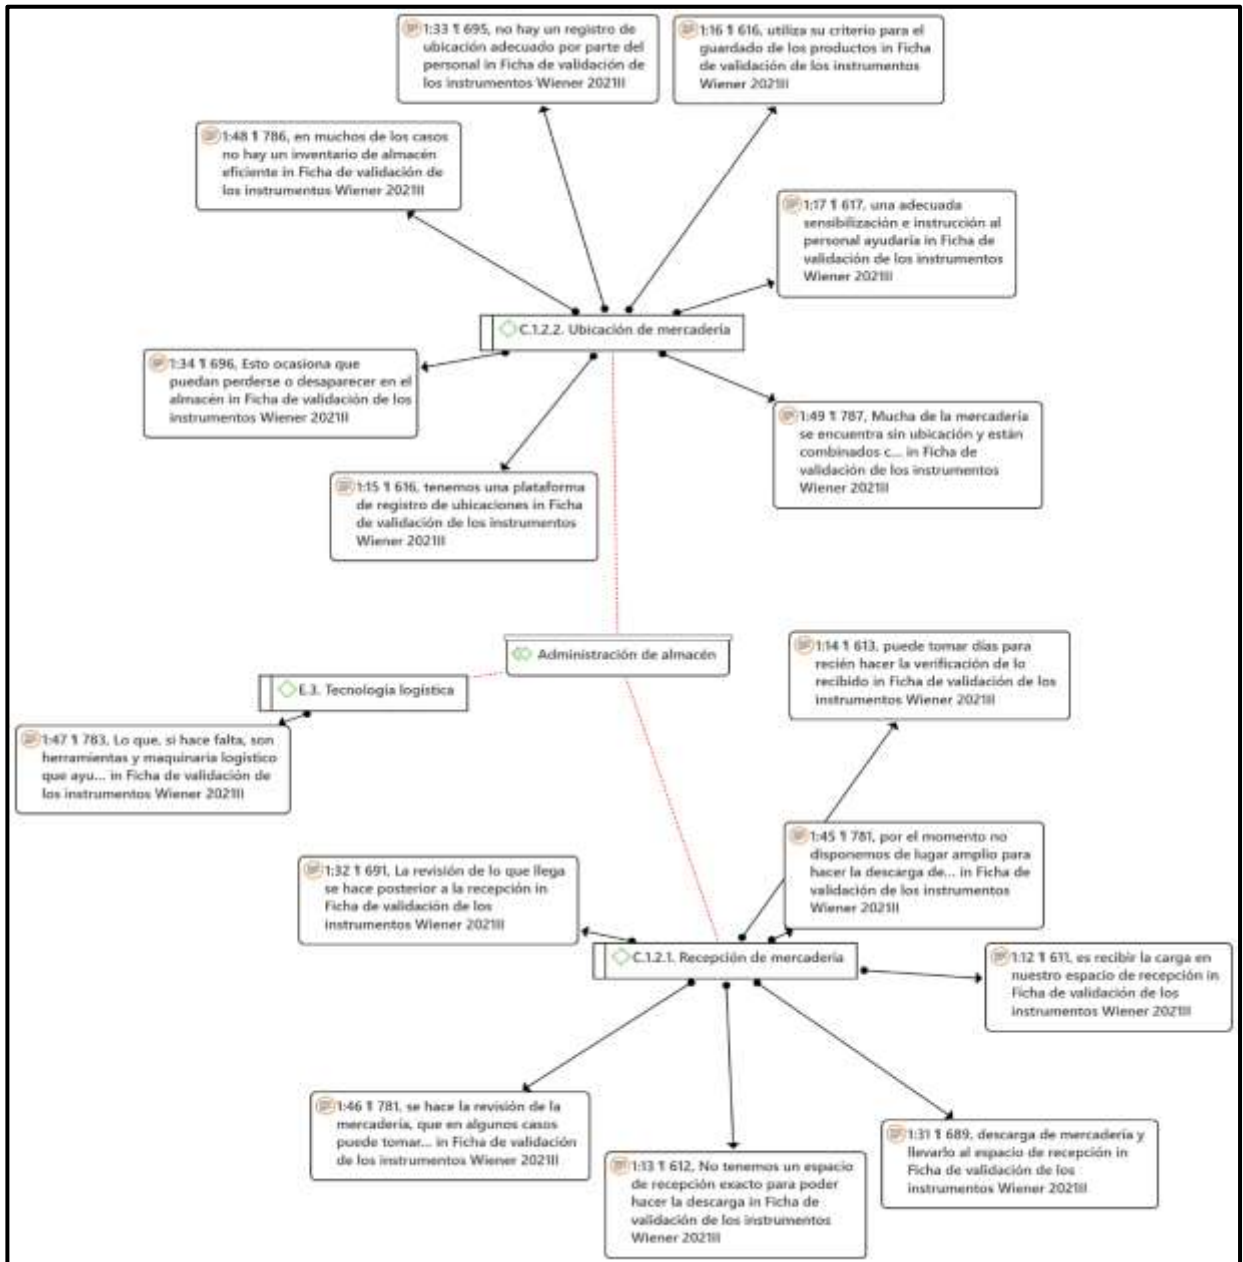 1:33 ¶ 695, no hay un registro de
ubicación adecuado por parte del
personal in Ficha de validación de
los instrumentos Wiener 2021II
1:16 ¶ 616, utiliza su criterio para el
guardado de los productos in Ficha
de validación de los instrumentos
Wiener 2021II
1:48 ¶ 786, en muchos de los casos
no hay un inventario de almacén
eficiente in Ficha de validación de
los instrumentos Wiener 2021II
1:17 ¶ 617, una adecuada
sensibilización e instrucción al
personal ayudaría in Ficha de
validación de los instrumentos
Wiener 2021II
C.1.2.2. Ubicación de mercadería
1:34 ¶ 696, Esto ocasiona que
puedan perderse o desaparecer en el
almacén in Ficha de validación de los
instrumentos Wiener 2021II
1:49 ¶ 787, Mucha de la mercadería
se encuentra sin ubicación y están
combinados c... in Ficha de
validación de los instrumentos
Wiener 2021II
1:15 ¶ 616, tenemos una plataforma
de registro de ubicaciones in Ficha
de validación de los instrumentos
Wiener 2021II
Administración de almacén
1:14 ¶ 613, puede tomar días para
recién hacer la verificación de lo
recibido in Ficha de validación de los
instrumentos Wiener 2021II
E.3. Tecnología logística
1:47 ¶ 783, Lo que, si hace falta, son
herramientas y maquinaria logístico
que ayu... in Ficha de validación de
los instrumentos Wiener 2021II
1:45 ¶ 781, por el momento no
disponemos de lugar amplio para
hacer la descarga de... in Ficha de
validación de los instrumentos
Wiener 2021II
1:32 ¶ 691, La revisión de lo que llega
se hace posterior a la recepción in
Ficha de validación de los
instrumentos Wiener 2021II
C.1.2.1. Recepción de mercadería
1:12 ¶ 611, es recibir la carga en
nuestro espacio de recepción in
Ficha de validación de los
instrumentos Wiener 2021II
1:46 ¶ 781, se hace la revisión de la
mercadería, que en algunos casos
puede tomar... in Ficha de validación
de los instrumentos Wiener 2021II
1:13 ¶ 612, No tenemos un espacio
de recepción exacto para poder
hacer la descarga in Ficha de
validación de los instrumentos
Wiener 2021II
1:31 ¶ 689, descarga de mercadería y
llevarlo al espacio de recepción in
Ficha de validación de los
instrumentos Wiener 2021II